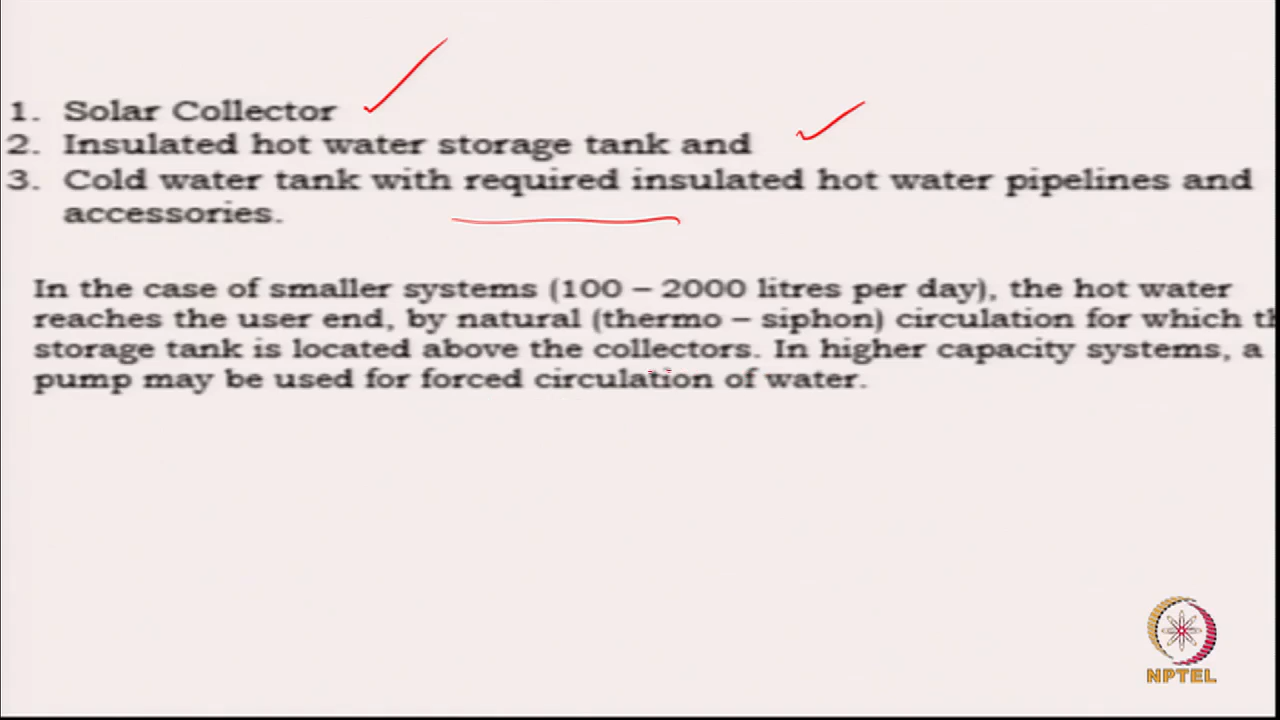 1. Solar Collector
2. Insulated hot water storage tank and
3. Cold water tank with required insulated hot water pipelines and
accessories.
In the case of smaller systems (100 – 2000 litres per day), the hot water
reaches the user end, by natural (thermo – siphon) circulation for which th
storage tank is located above the collectors. In higher capacity systems, a
pump may be used for forced circulation of water.
NPTEL